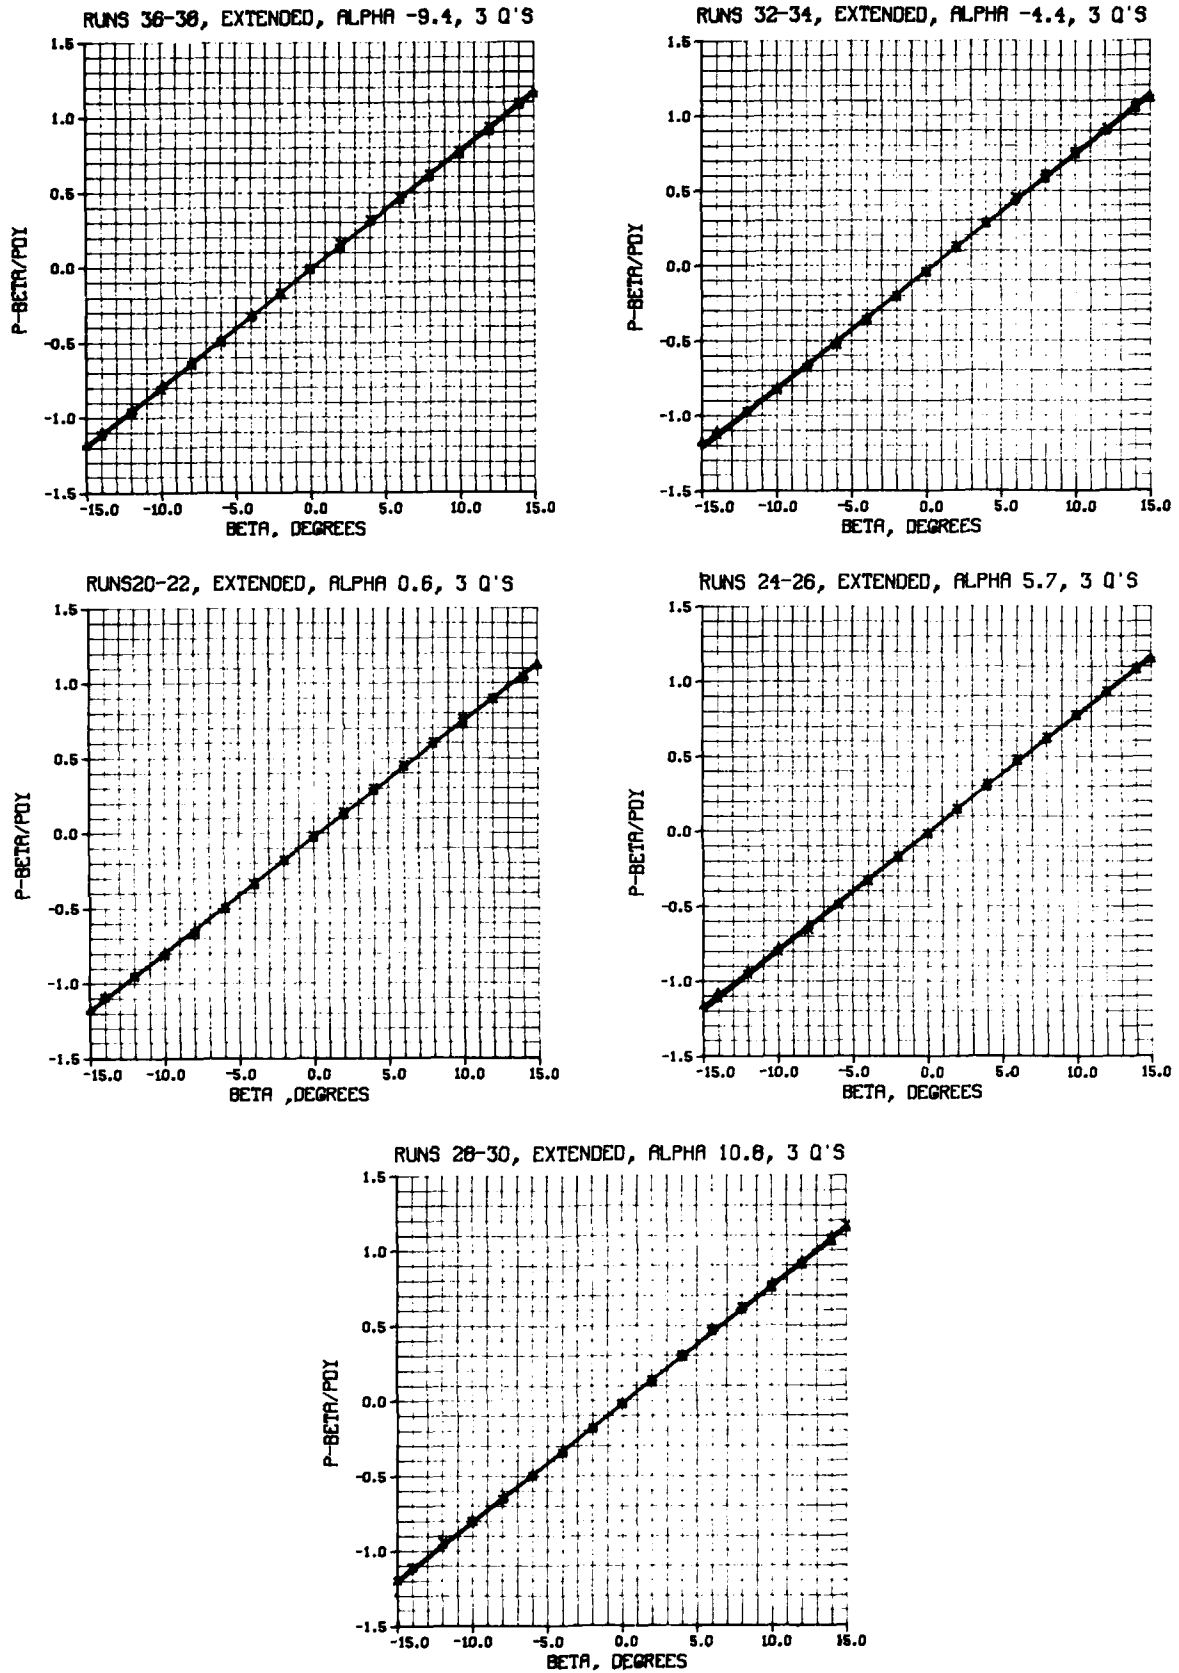 RUNS 36-38, EXTENDED, ALPHA -9.4, 3 Q'S
1.5
1.0
0.5
0.0
-0.5
-1.0
-1.5
P-BETA/PDY
-15.0 -10.0 -5.0 0.0 5.0 10.0 15.0
BETA, DEGREES
RUNS 32-34, EXTENDED, ALPHA -4.4, 3 Q'S
1.5
1.0
0.5
0.0
-0.5
-1.0
-1.5
P-BETA/PDY
-15.0 -10.0 -5.0 0.0 5.0 10.0 15.0
BETA, DEGREES
RUNS20-22, EXTENDED, ALPHA 0.6, 3 Q'S
1.5
1.0
0.5
0.0
-0.5
-1.0
-1.5
P-BETA/PDY
-15.0 -10.0 -5.0 0.0 5.0 10.0 15.0
BETA ,DEGREES
RUNS 24-26, EXTENDED, ALPHA 5.7, 3 Q'S
1.5
1.0
0.5
0.0
-0.5
-1.0
-1.5
P-BETA/PDY
-15.0 -10.0 -5.0 0.0 5.0 10.0 15.0
BETA, DEGREES
RUNS 28-30, EXTENDED, ALPHA 10.8, 3 Q'S
1.5
1.0
0.5
0.0
-0.5
-1.0
-1.5
P-BETA/PDY
-15.0 -10.0 -5.0 0.0 5.0 10.0 15.0
BETA, DEGREES